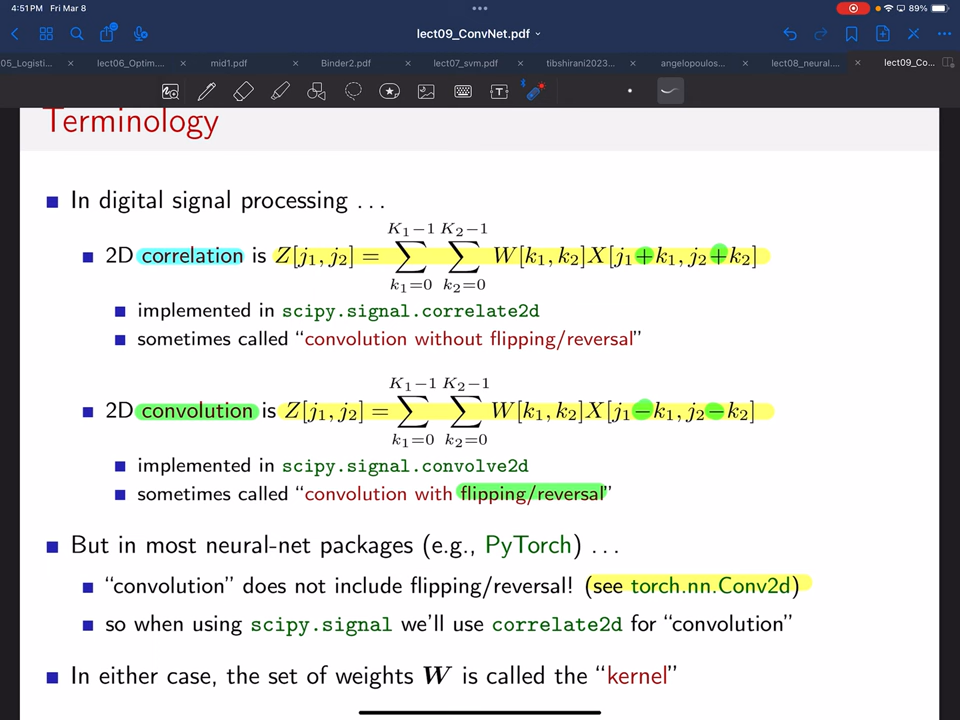 4:51 PM Fri Mar 8
89%
lect09_ConvNet.pdf
05_Logisti... × lect06_Optim... × mid1.pdf × Binder2.pdf × lect07_svm.pdf × tibshirani2023... × angelopoulos... × lect08_neural.... × lect09_Co...
Terminology
In digital signal processing ...
2D correlation is Z[j₁, j₂] = ∑_{k₁=0}^{K₁−1} ∑_{k₂=0}^{K₂−1} W[k₁, k₂]X[j₁+k₁, j₂+k₂]
implemented in scipy.signal.correlate2d
sometimes called “convolution without flipping/reversal”
2D convolution is Z[j₁, j₂] = ∑_{k₁=0}^{K₁−1} ∑_{k₂=0}^{K₂−1} W[k₁, k₂]X[j₁−k₁, j₂−k₂]
implemented in scipy.signal.convolve2d
sometimes called “convolution with flipping/reversal”
But in most neural-net packages (e.g., PyTorch) ...
“convolution” does not include flipping/reversal! (see torch.nn.Conv2d)
so when using scipy.signal we’ll use correlate2d for “convolution”
In either case, the set of weights W is called the “kernel”